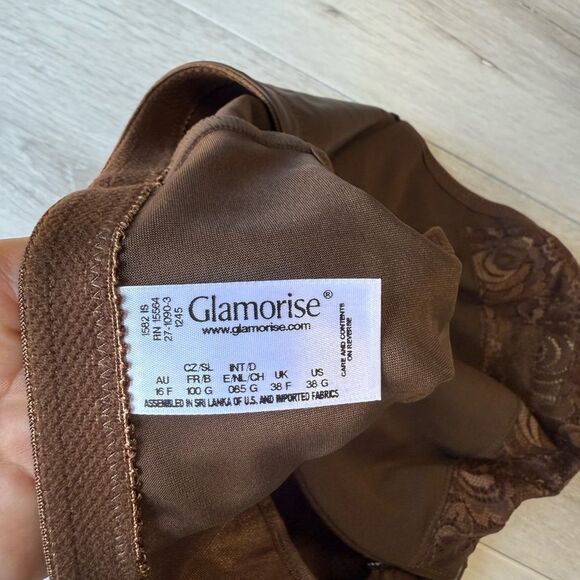 1582 IS
RN 15564
27-1090-3
1245
Glamorise®
www.glamorise.com
CARE AND CONTENTS
ON REVERSE
CZ/SL INT/D
AU FR/B E/NL/CH UK US
16 F 100 G 085 G 38 F 38 G
ASSEMBLED IN SRI LANKA OF U.S. AND IMPORTED FABRICS